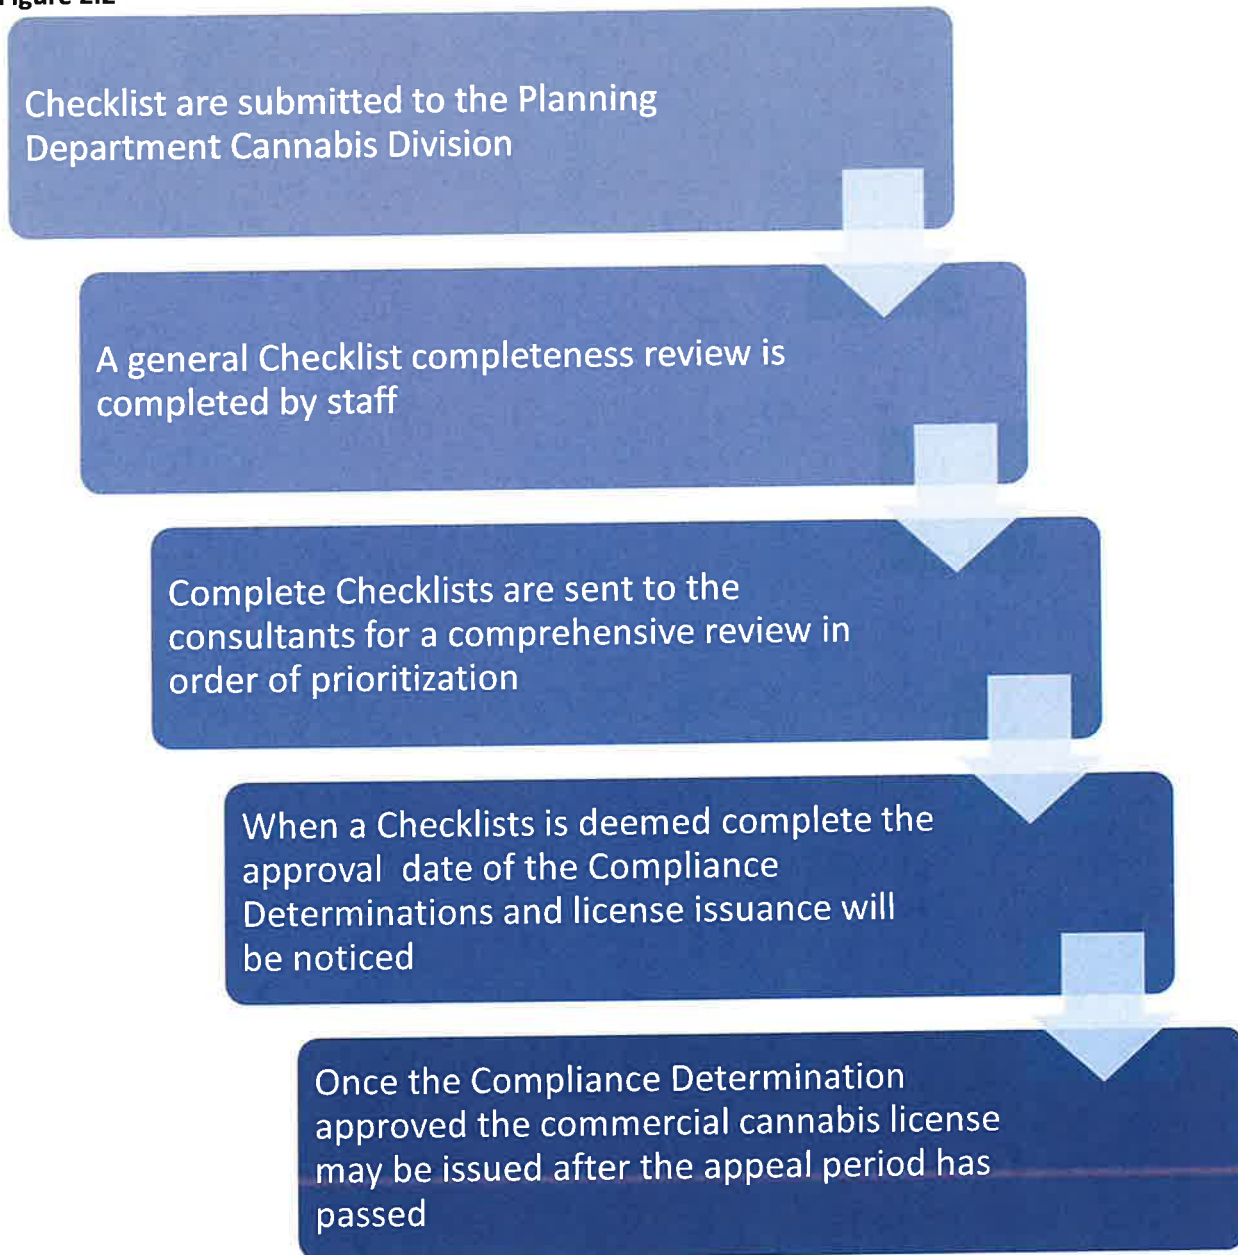 Figure 2.2
Checklist are submitted to the Planning
Department Cannabis Division
A general Checklist completeness review is
completed by staff
Complete Checklists are sent to the
consultants for a comprehensive review in
order of prioritization
When a Checklists is deemed complete the
approval date of the Compliance
Determinations and license issuance will
be noticed
Once the Compliance Determination
approved the commercial cannabis license
may be issued after the appeal period has
passed